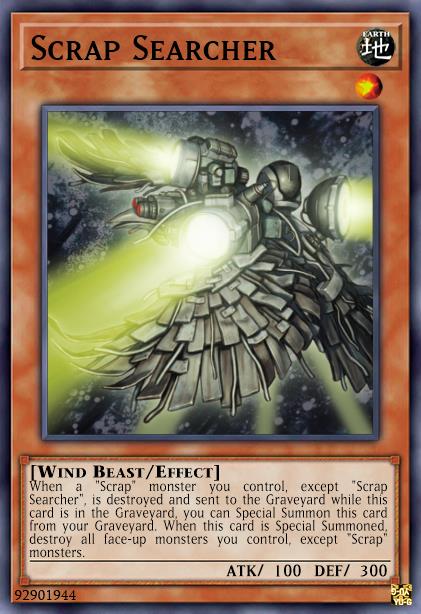 SCRAP SEARCHER
EARTH
地
[WIND BEAST/EFFECT]
When a "Scrap" monster you control, except "Scrap
Searcher", is destroyed and sent to the Graveyard while this
card is in the Graveyard, you can Special Summon this card
from your Graveyard. When this card is Special Summoned,
destroy all face-up monsters you control, except "Scrap"
monsters.
ATK/ 100 DEF/ 300
92901944